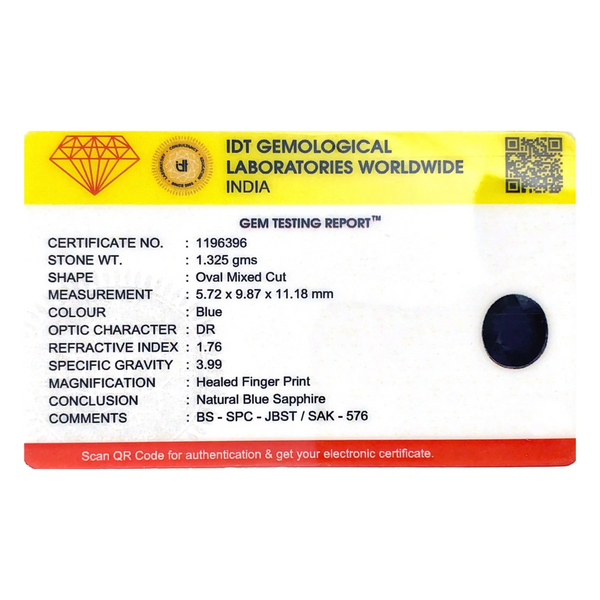 IDT GEMOLOGICAL
LABORATORIES WORLDWIDE
INDIA
GEM TESTING REPORT™
CERTIFICATE NO. : 1196396
STONE WT. : 1.325 gms
SHAPE : Oval Mixed Cut
MEASUREMENT : 5.72 x 9.87 x 11.18 mm
COLOUR : Blue
OPTIC CHARACTER : DR
REFRACTIVE INDEX : 1.76
SPECIFIC GRAVITY : 3.99
MAGNIFICATION : Healed Finger Print
CONCLUSION : Natural Blue Sapphire
COMMENTS : BS - SPC - JBST / SAK - 576
Scan QR Code for authentication & get your electronic certificate.